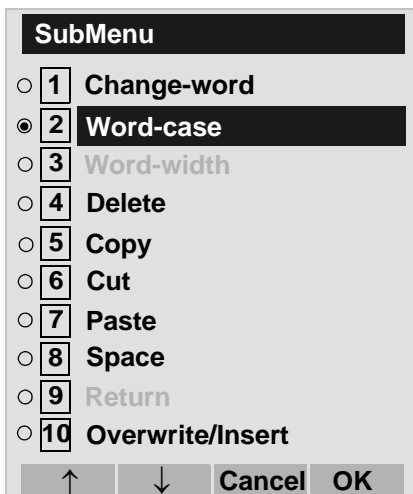 SubMenu
1 Change-word
2 Word-case
3 Word-width
4 Delete
5 Copy
6 Cut
7 Paste
8 Space
9 Return
10 Overwrite/Insert
↑ ↓ Cancel OK